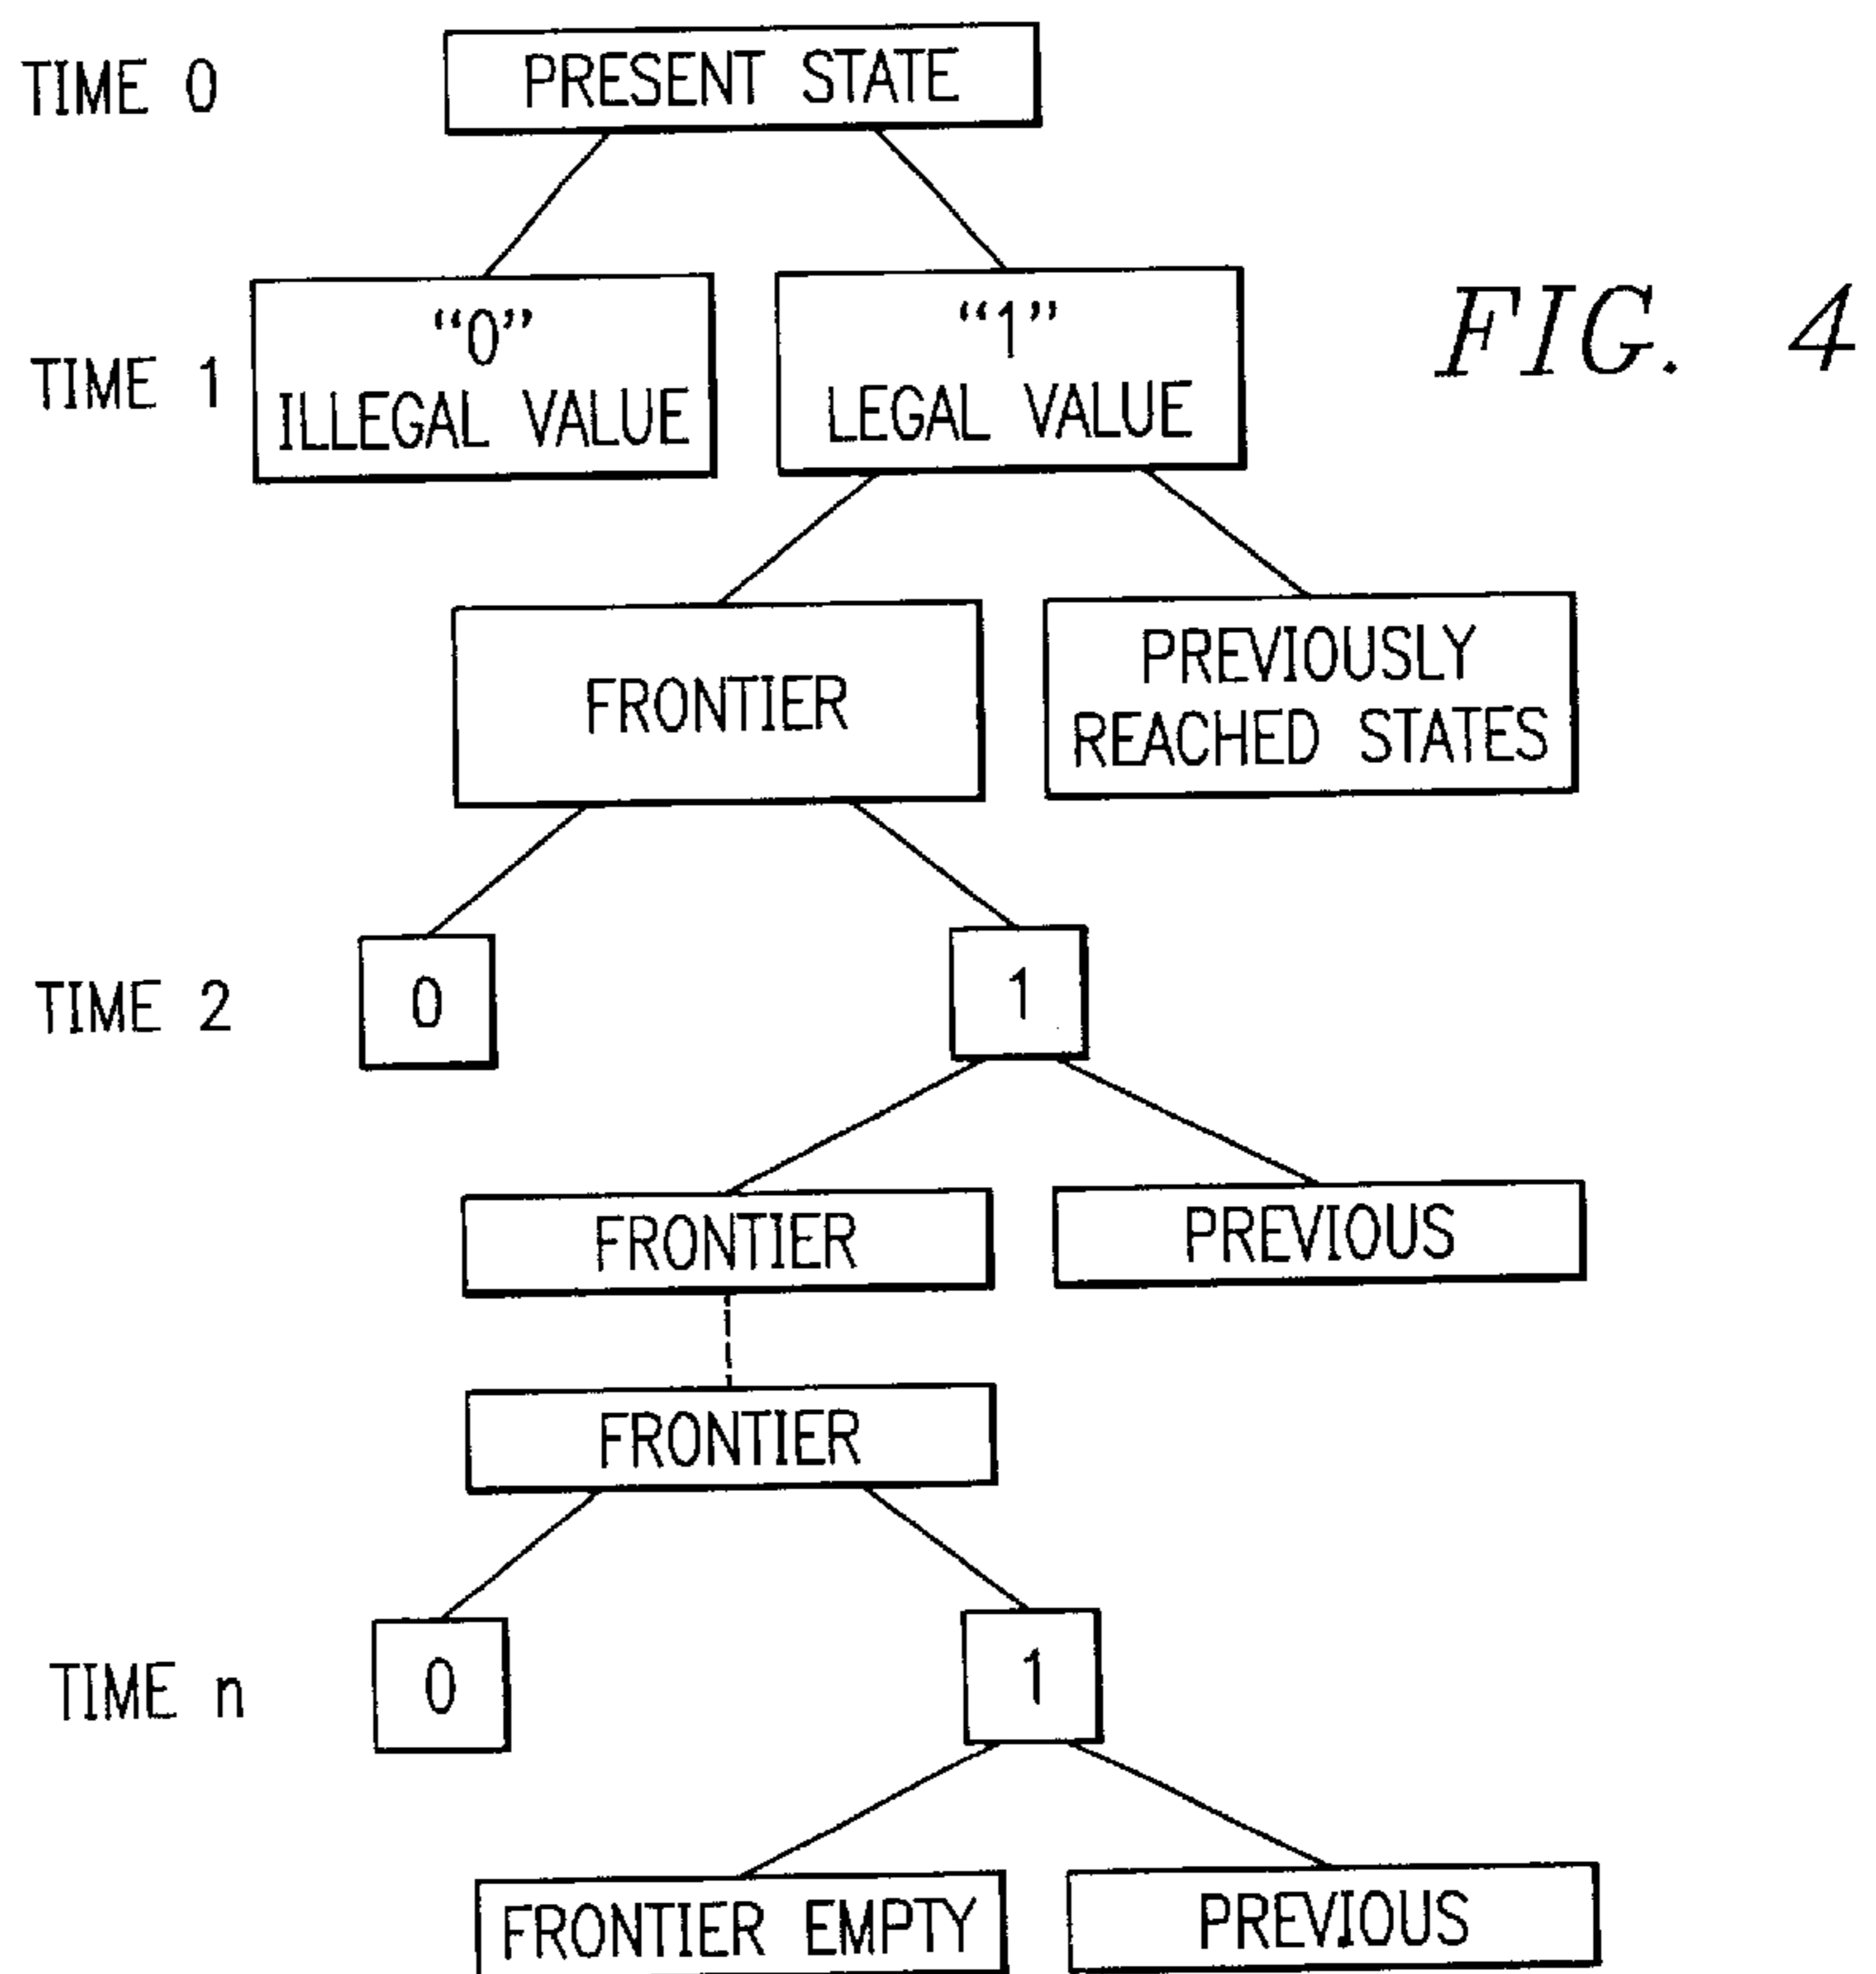 TIME 0
PRESENT STATE
FIG. 4
TIME 1
“0”
ILLEGAL VALUE
“1”
LEGAL VALUE
FRONTIER
PREVIOUSLY
REACHED STATES
TIME 2
0
1
FRONTIER
PREVIOUS
FRONTIER
TIME n
0
1
FRONTIER EMPTY
PREVIOUS